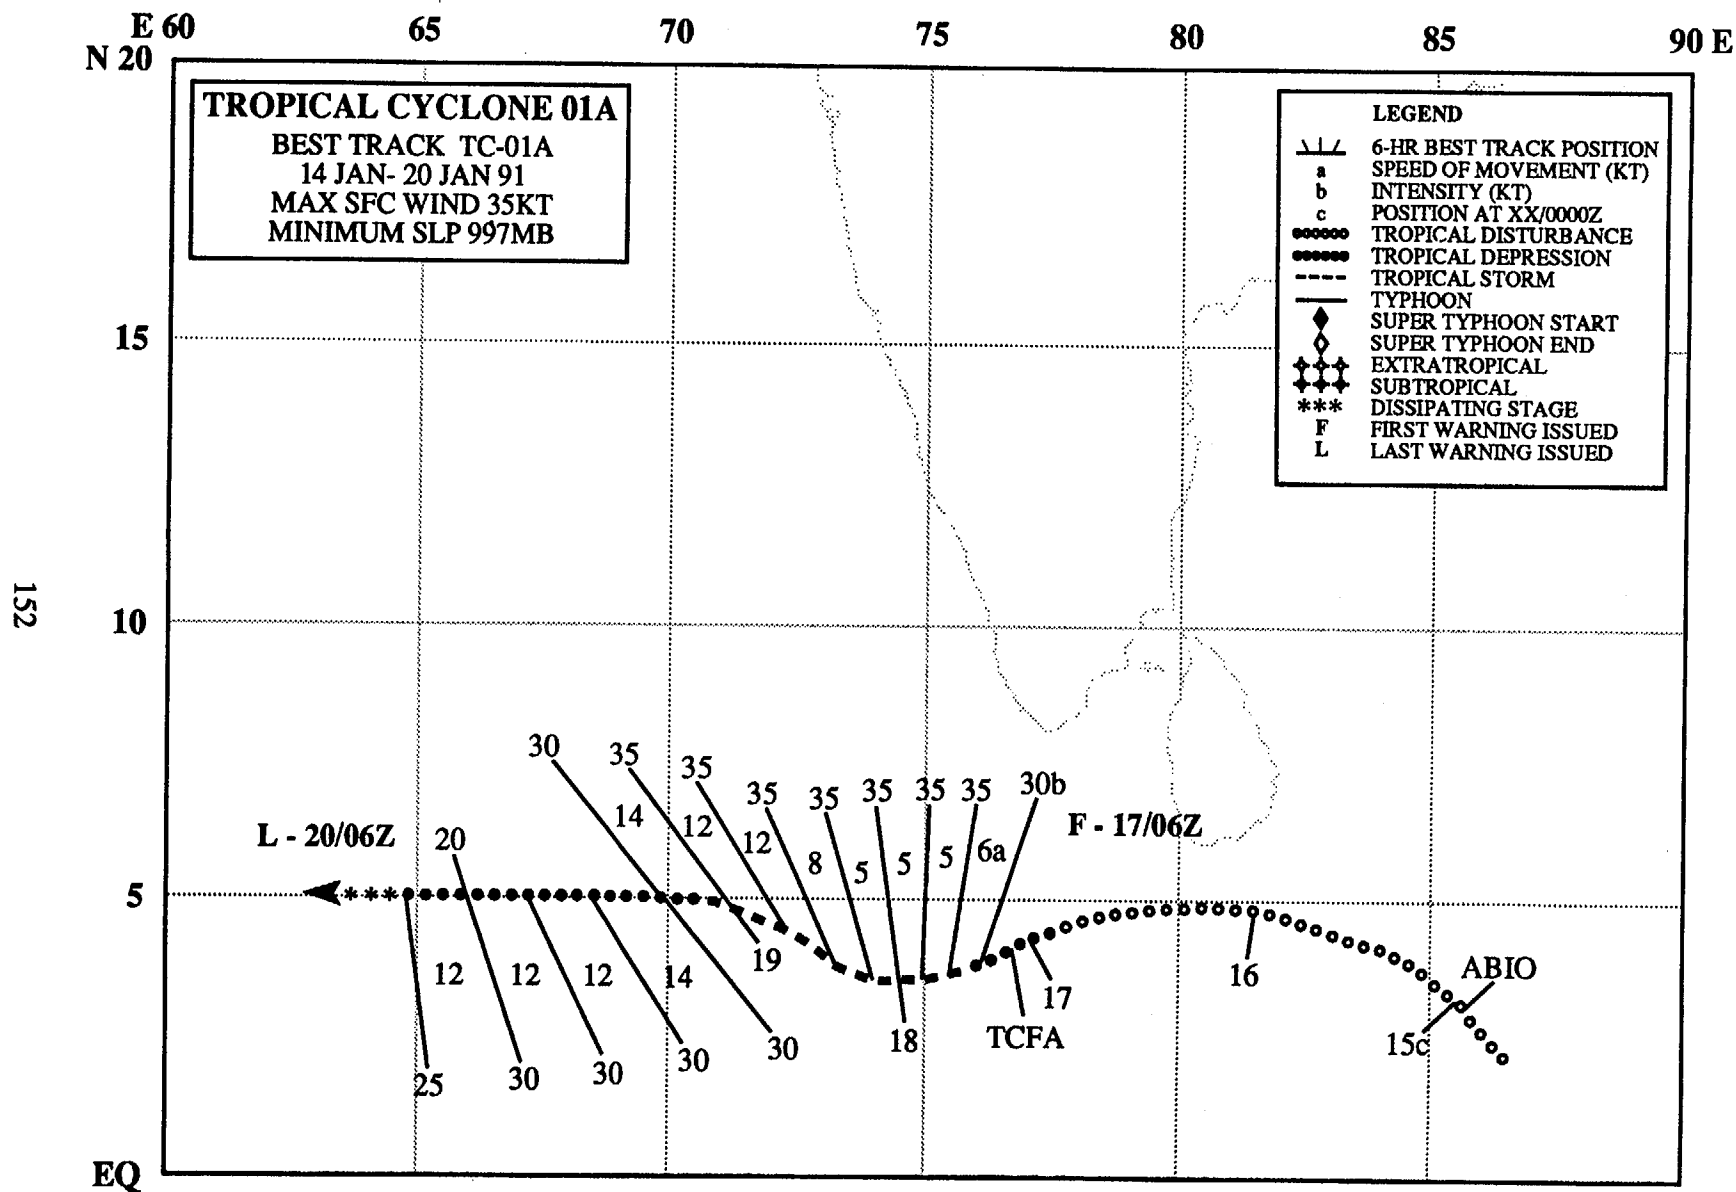 E 60 65 70 75 80 85 90 E
N 20
TROPICAL CYCLONE 01A
BEST TRACK TC-01A
14 JAN- 20 JAN 91
MAX SFC WIND 35KT
MINIMUM SLP 997MB
LEGEND
6-HR BEST TRACK POSITION
a SPEED OF MOVEMENT (KT)
b INTENSITY (KT)
c POSITION AT XX/0000Z
TROPICAL DISTURBANCE
TROPICAL DEPRESSION
TROPICAL STORM
TYPHOON
SUPER TYPHOON START
SUPER TYPHOON END
EXTRATROPICAL
SUBTROPICAL
*** DISSIPATING STAGE
F FIRST WARNING ISSUED
L LAST WARNING ISSUED
15
152
10
30 35 35 35 35 35 35 35 30b
14 12 12 8 5 5 5 6a
L - 20/06Z 20 F - 17/06Z
5
***
12 12 12 14 19 17 16 ABIO
25 30 30 30 30 18 TCFA 15c
EQ